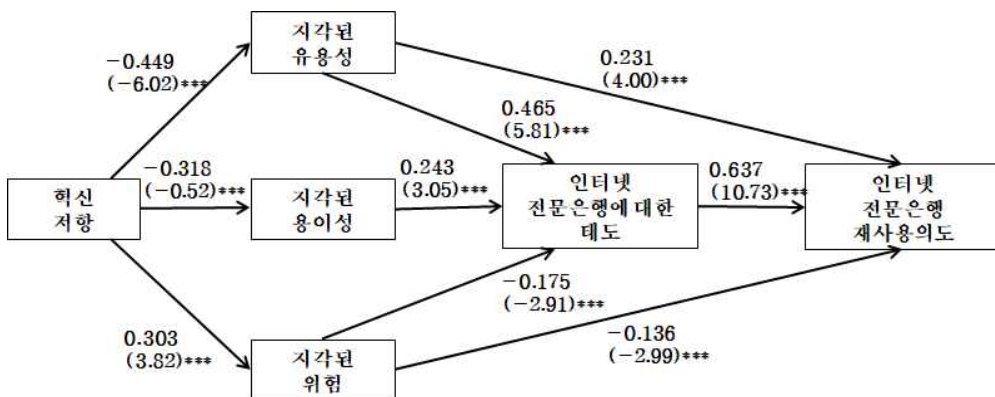 지각된
유용성
-0.449
(-6.02)***
0.231
(4.00)***
0.465
(5.81)***
혁신
저항
-0.318
(-0.52)***
지각된
용이성
0.243
(3.05)***
인터넷
전문은행에 대한
태도
0.637
(10.73)***
인터넷
전문은행
재사용의도
-0.175
(-2.91)***
-0.136
(-2.99)***
0.303
(3.82)***
지각된
위험